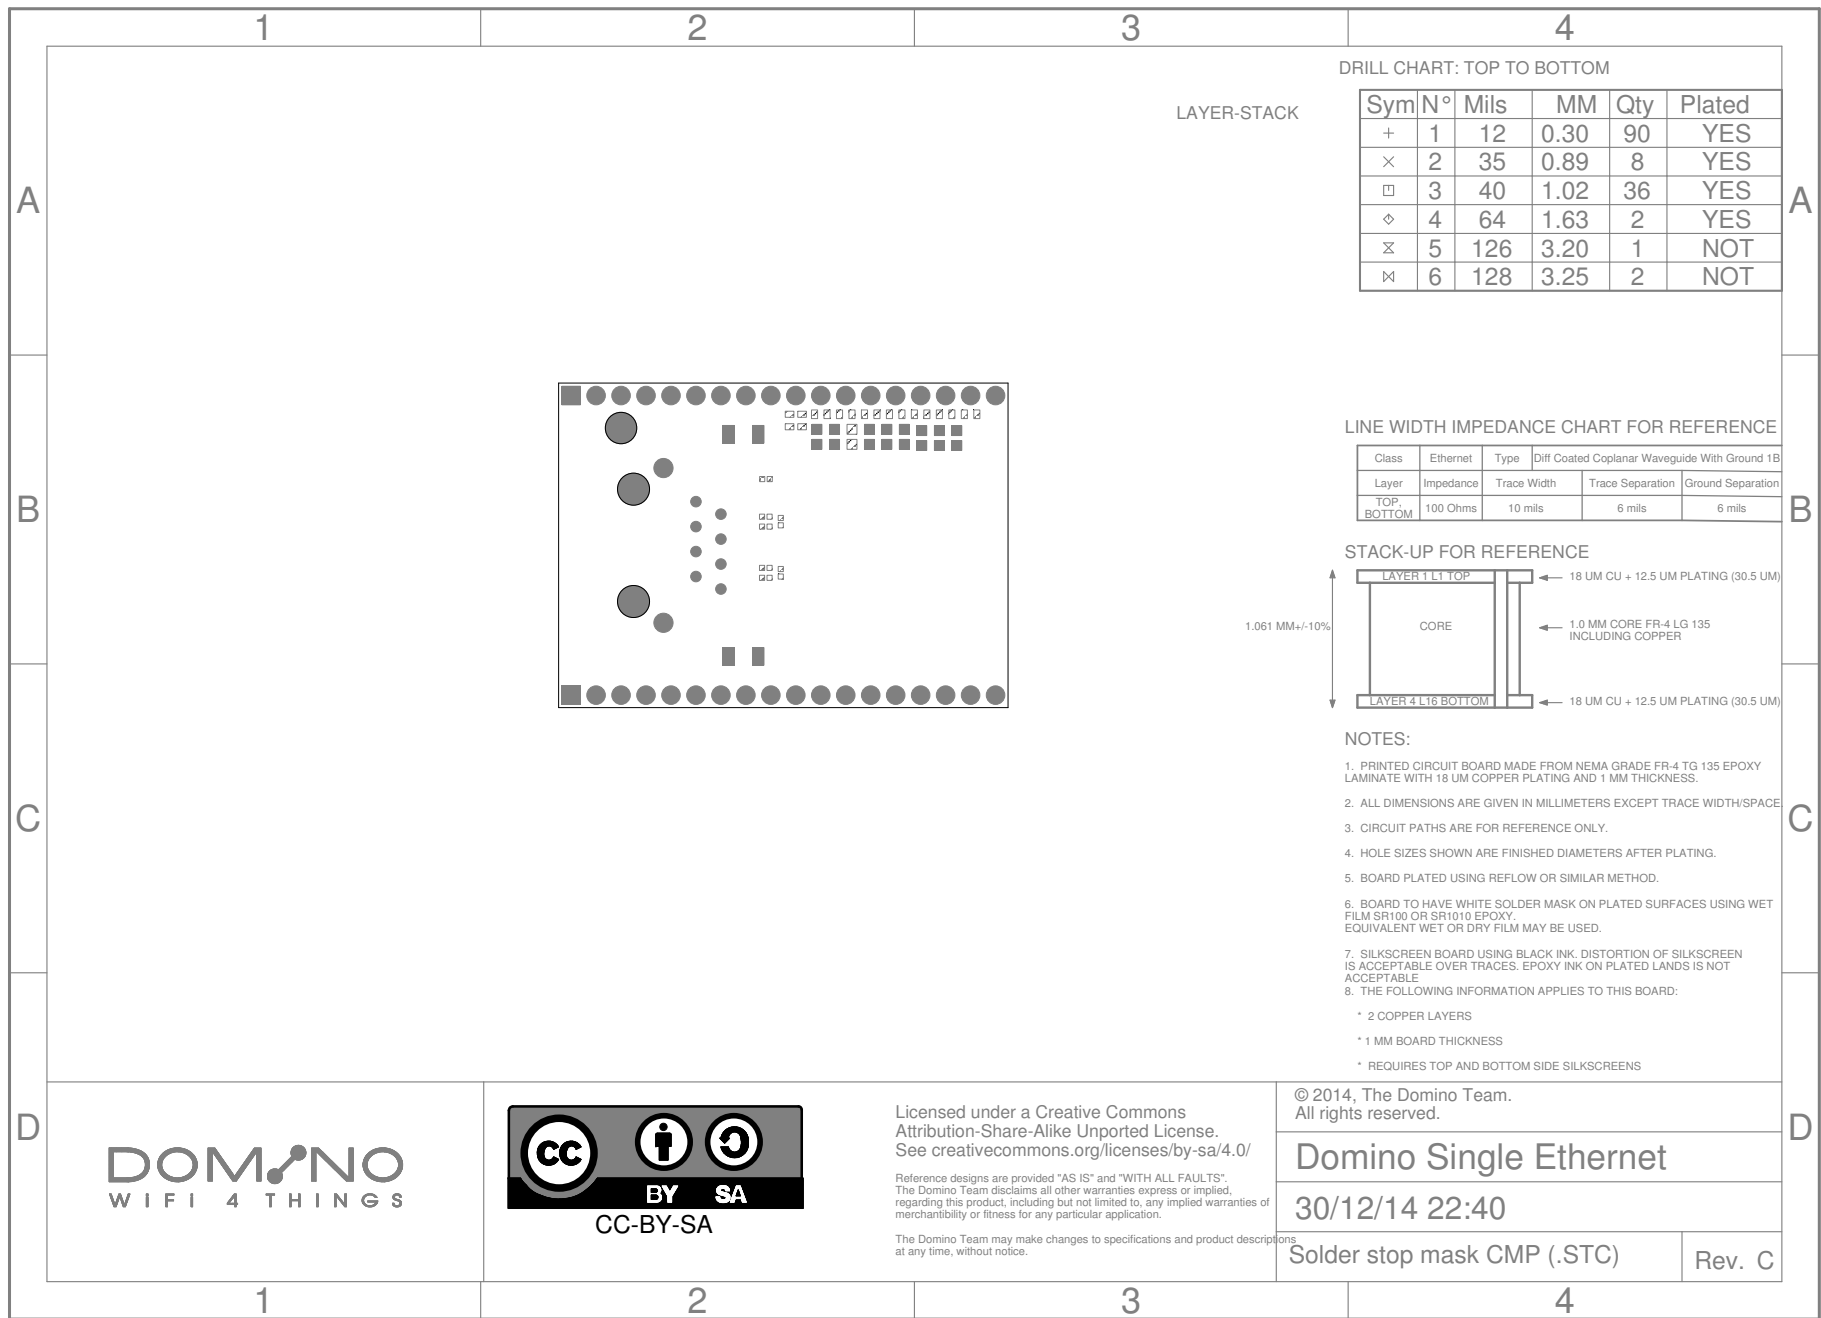 1 2 3 4
DRILL CHART: TOP TO BOTTOM
LAYER-STACK
Sym N° Mils MM Qty Plated
+ 1 12 0.30 90 YES
× 2 35 0.89 8 YES
3 40 1.02 36 YES
4 64 1.63 2 YES
5 126 3.20 1 NOT
6 128 3.25 2 NOT
A A
LINE WIDTH IMPEDANCE CHART FOR REFERENCE
Class Ethernet Type Diff Coated Coplanar Waveguide With Ground 1B
Layer Impedance Trace Width Trace Separation Ground Separation
TOP,
BOTTOM 100 Ohms 10 mils 6 mils 6 mils
B B
STACK-UP FOR REFERENCE
LAYER 1 L1 TOP 18 UM CU + 12.5 UM PLATING (30.5 UM)
1.061 MM+/-10% CORE 1.0 MM CORE FR-4 LG 135
INCLUDING COPPER
LAYER 4 L16 BOTTOM 18 UM CU + 12.5 UM PLATING (30.5 UM)
NOTES:
1. PRINTED CIRCUIT BOARD MADE FROM NEMA GRADE FR-4 TG 135 EPOXY
LAMINATE WITH 18 UM COPPER PLATING AND 1 MM THICKNESS.
2. ALL DIMENSIONS ARE GIVEN IN MILLIMETERS EXCEPT TRACE WIDTH/SPACE
C C
3. CIRCUIT PATHS ARE FOR REFERENCE ONLY.
4. HOLE SIZES SHOWN ARE FINISHED DIAMETERS AFTER PLATING.
5. BOARD PLATED USING REFLOW OR SIMILAR METHOD.
6. BOARD TO HAVE WHITE SOLDER MASK ON PLATED SURFACES USING WET
FILM SR100 OR SR1010 EPOXY.
EQUIVALENT WET OR DRY FILM MAY BE USED.
7. SILKSCREEN BOARD USING BLACK INK. DISTORTION OF SILKSCREEN
IS ACCEPTABLE OVER TRACES. EPOXY INK ON PLATED LANDS IS NOT
ACCEPTABLE
8. THE FOLLOWING INFORMATION APPLIES TO THIS BOARD:
* 2 COPPER LAYERS
* 1 MM BOARD THICKNESS
* REQUIRES TOP AND BOTTOM SIDE SILKSCREENS
D D
DOMINO
WIFI 4 THINGS
cc
BY SA
CC-BY-SA
Licensed under a Creative Commons
Attribution-Share-Alike Unported License.
See creativecommons.org/licenses/by-sa/4.0/
Reference designs are provided "AS IS" and "WITH ALL FAULTS".
The Domino Team disclaims all other warranties express or implied,
regarding this product, including but not limited to, any implied warranties of
merchantibility or fitness for any particular application.
The Domino Team may make changes to specifications and product descriptions
at any time, without notice.
© 2014, The Domino Team.
All rights reserved.
Domino Single Ethernet
30/12/14 22:40
Solder stop mask CMP (.STC) Rev. C
1 2 3 4